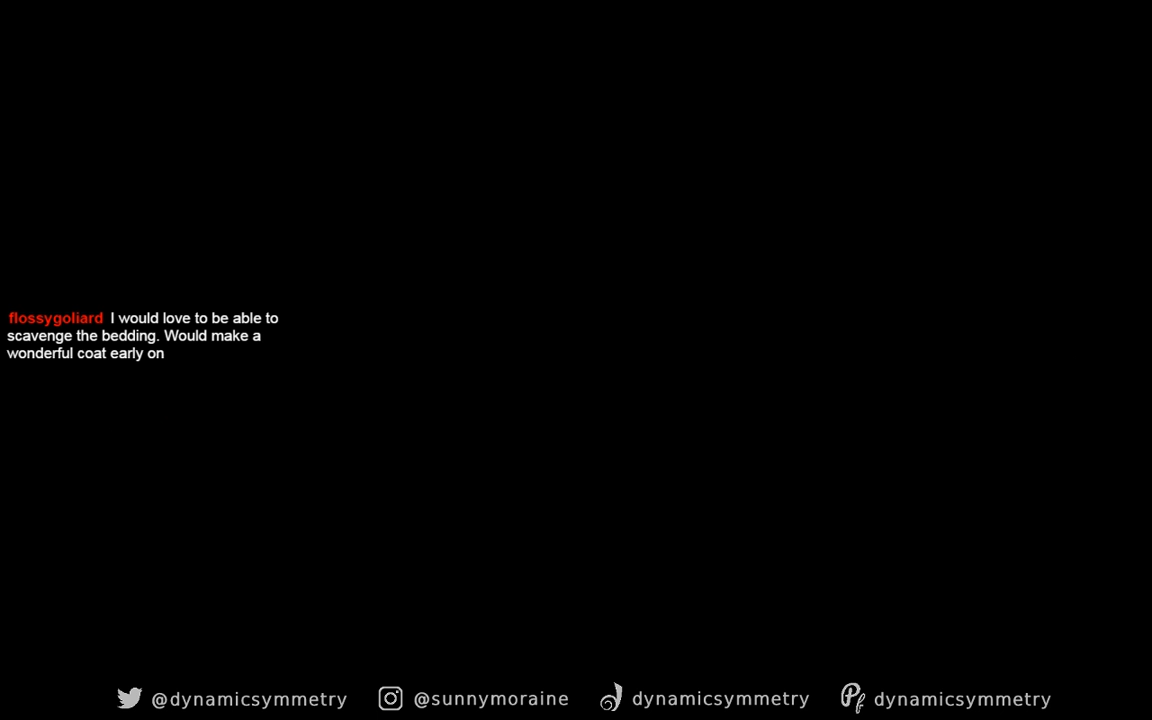 flossygoliard I would love to be able to
scavenge the bedding. Would make a
wonderful coat early on
@dynamicsymmetry @sunnymoraine dynamicsymmetry dynamicsymmetry